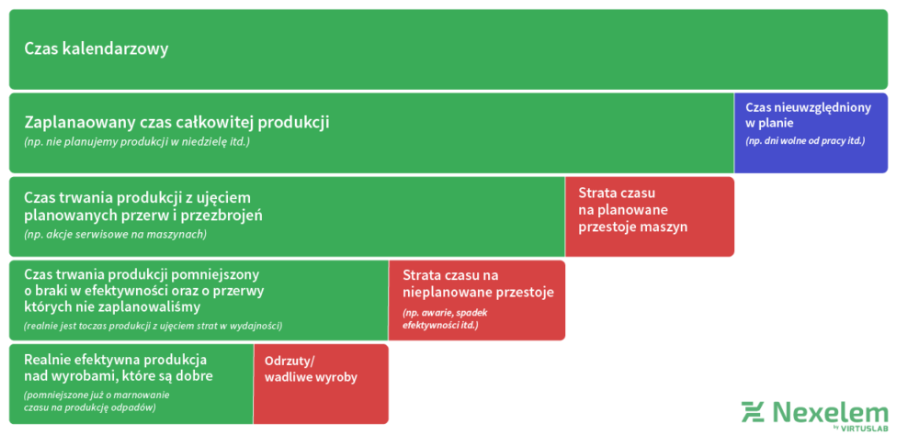 Czas kalendarzowy
Zaplanaowany czas całkowitej produkcji
(np. nie planujemy produkcji w niedzielę itd.)
Czas nieuwzględniony
w planie
(np. dni wolne od pracy itd.)
Czas trwania produkcji z ujęciem
planowanych przerw i przezbrojeń
(np. akcje serwisowe na maszynach)
Strata czasu
na planowane
przestoje maszyn
Czas trwania produkcji pomniejszony
o braki w efektywności oraz o przerwy
których nie zaplanowaliśmy
(realnie jest toczas produkcji z ujęciem strat w wydajności)
Strata czasu na
nieplanowane przestoje
(np. awarie, spadek
efektywności itd.)
Realnie efektywna produkcja
nad wyrobami, które są dobre
(pomniejszone już o marnowanie
czasu na produkcję odpadów)
Odrzuty/
wadliwe wyroby
Nexelem
by VIRTUSLAB